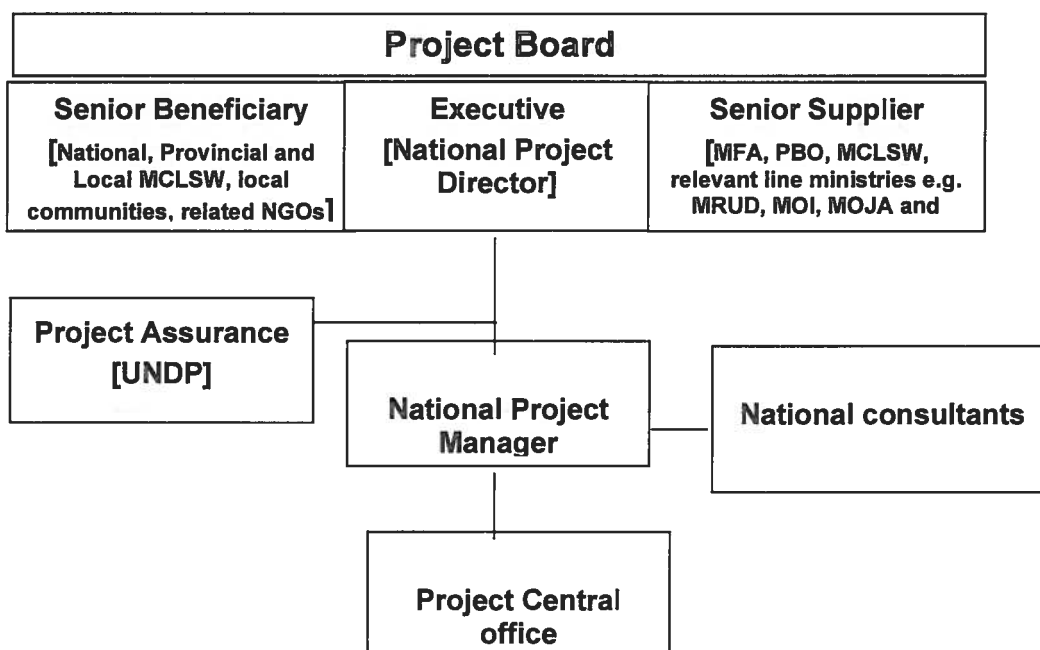 Project Board
Senior Beneficiary
[National, Provincial and
Local MCLSW, local
communities, related NGOs]
Executive
[National Project
Director]
Senior Supplier
[MFA, PBO, MCLSW,
relevant line ministries e.g.
MRUD, MOI, MOJA and
Project Assurance
[UNDP]
National Project
Manager
National consultants
Project Central
office